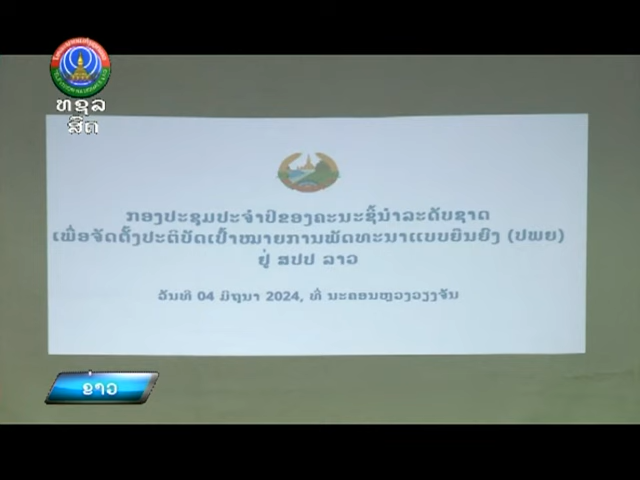 ທຊລ
ສົດ
ກອງປະຊຸມປະຈຳປີຂອງຄະນະຊີ້ນຳລະດັບຊາດ
ເພື່ອຈັດຕັ້ງປະຕິບັດເປົ້າໝາຍການພັດທະນາແບບຍືນຍົງ (ປພຍ)
ຢູ່ ສປປ ລາວ
ວັນທີ 04 ມິຖຸນາ 2024, ທີ່ ນະຄອນຫຼວງວຽງຈັນ
ຂ່າວ